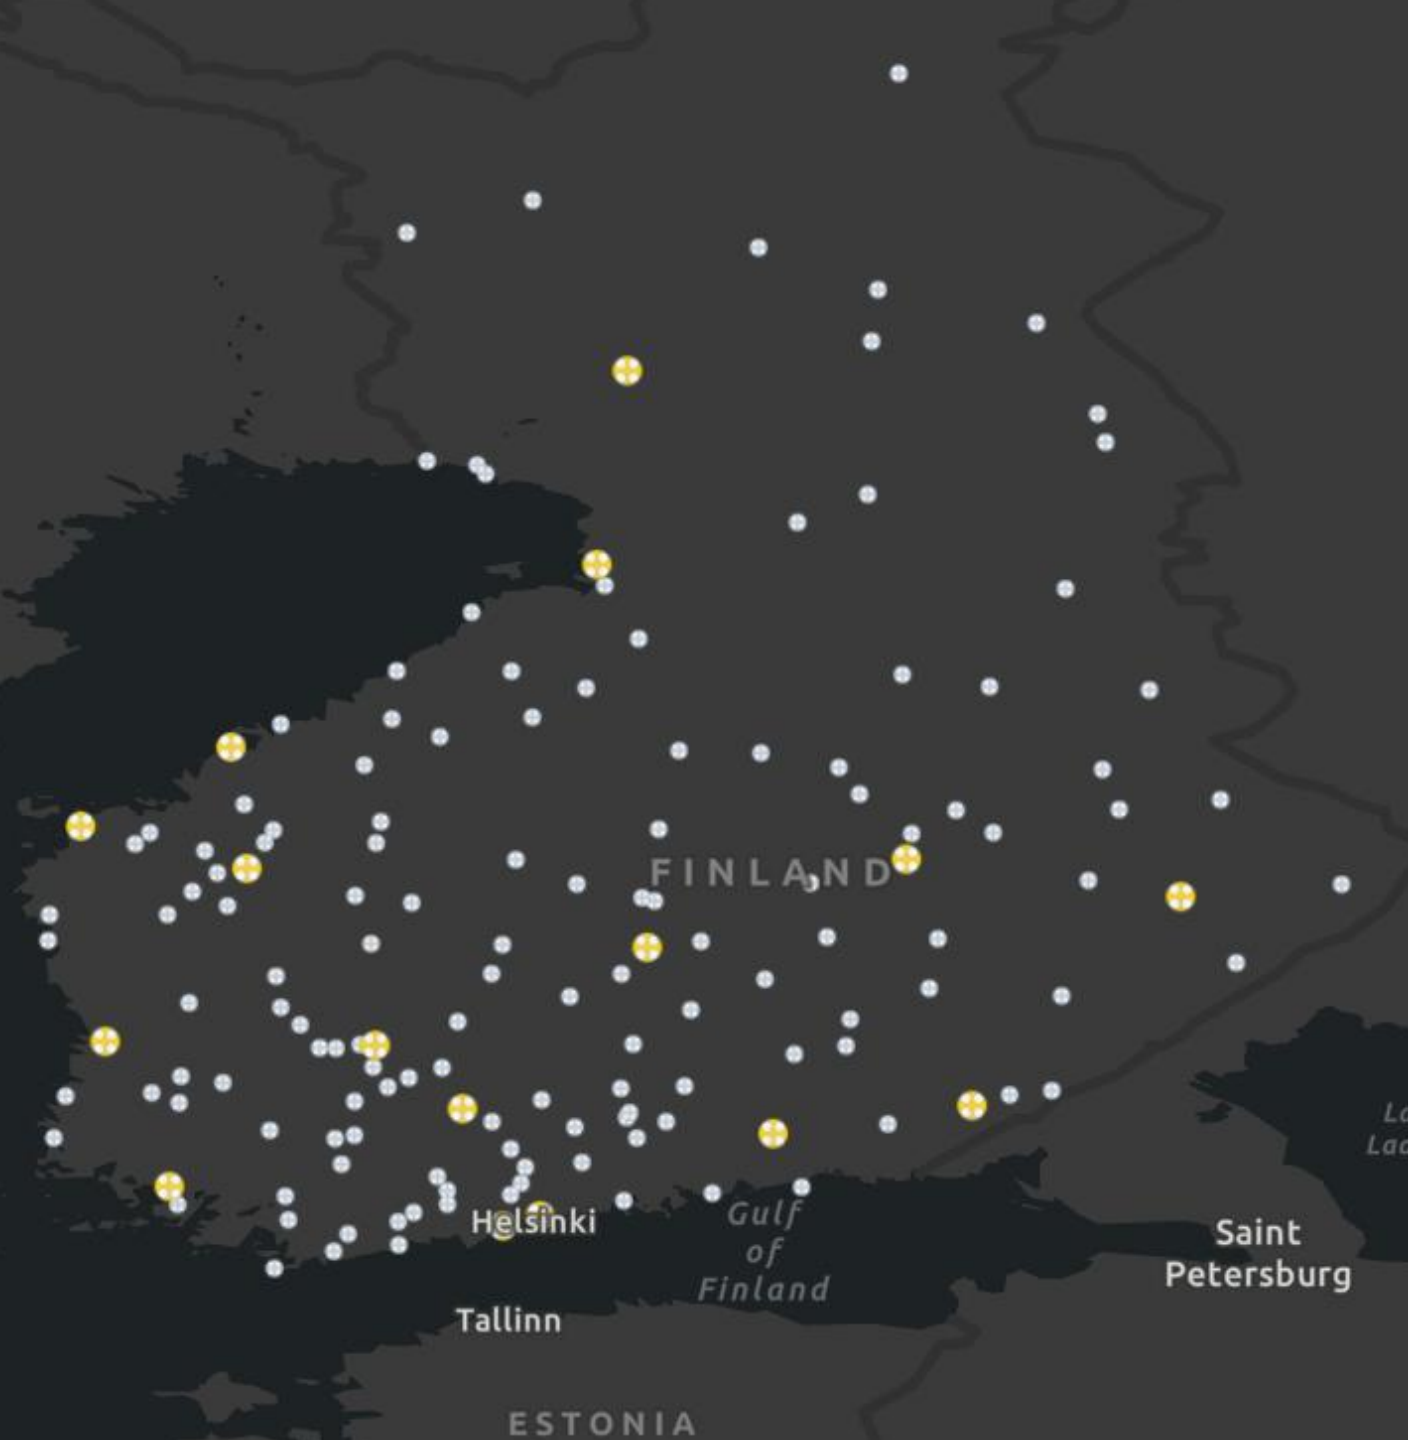 FINLAND
Helsinki
Gulf
of
Finland
Saint
Petersburg
Tallinn
ESTONIA